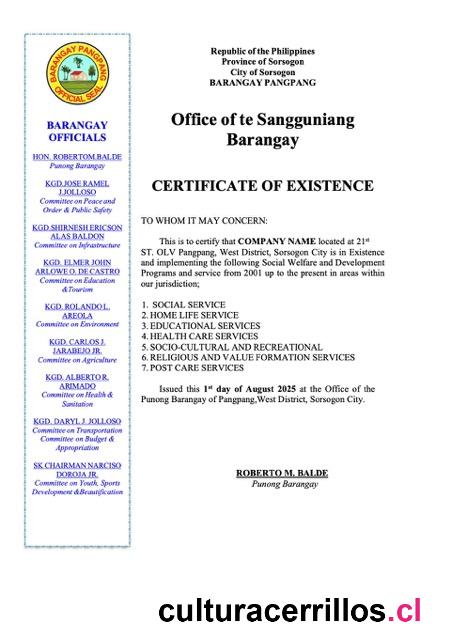 BARANGAY PANGPANG
OFFICIAL SEAL
BARANGAY
OFFICIALS
HON. ROBERTOM.BALDE
Punong Barangay
KGD.JOSE RAMEL
J.JOLLOSO
Committee on Peace and
Order & Public Safety
KGD.SHIRNESH ERICSON
ALAS BALDON
Committee on Infrastructure
KGD. ELMER JOHN
ARLOWE O. DE CASTRO
Committee on Education
&Tourism
KGD. ROLANDO L.
AREOLA
Committee on Environment
KGD. CARLOS J.
JARABEJO JR.
Committee on Agriculture
KGD. ALBERTO R.
ARIMADO
Committee on Health &
Sanitation
KGD. DARYL J. JOLLOSO
Committee on Transportation
Committee on Budget &
Appropriation
SK CHAIRMAN NARCISO
DOROJA JR.
Committee on Youth, Sports
Development &Beautification
Republic of the Philippines
Province of Sorsogon
City of Sorsogon
BARANGAY PANGPANG
Office of te Sangguniang
Barangay
CERTIFICATE OF EXISTENCE
TO WHOM IT MAY CONCERN:
This is to certify that COMPANY NAME located at 21st
ST. OLV Pangpang, West District, Sorsogon City is in Existence
and implementing the following Social Welfare and Development
Programs and service from 2001 up to the present in areas within
our jurisdiction;
1. SOCIAL SERVICE
2. HOME LIFE SERVICE
3. EDUCATIONAL SERVICES
4. HEALTH CARE SERVICES
5. SOCIO-CULTURAL AND RECREATIONAL
6. RELIGIOUS AND VALUE FORMATION SERVICES
7. POST CARE SERVICES
Issued this 1st day of August 2025 at the Office of the
Punong Barangay of Pangpang,West District, Sorsogon City.
ROBERTO M. BALDE
Punong Barangay
culturacerrillos.cl